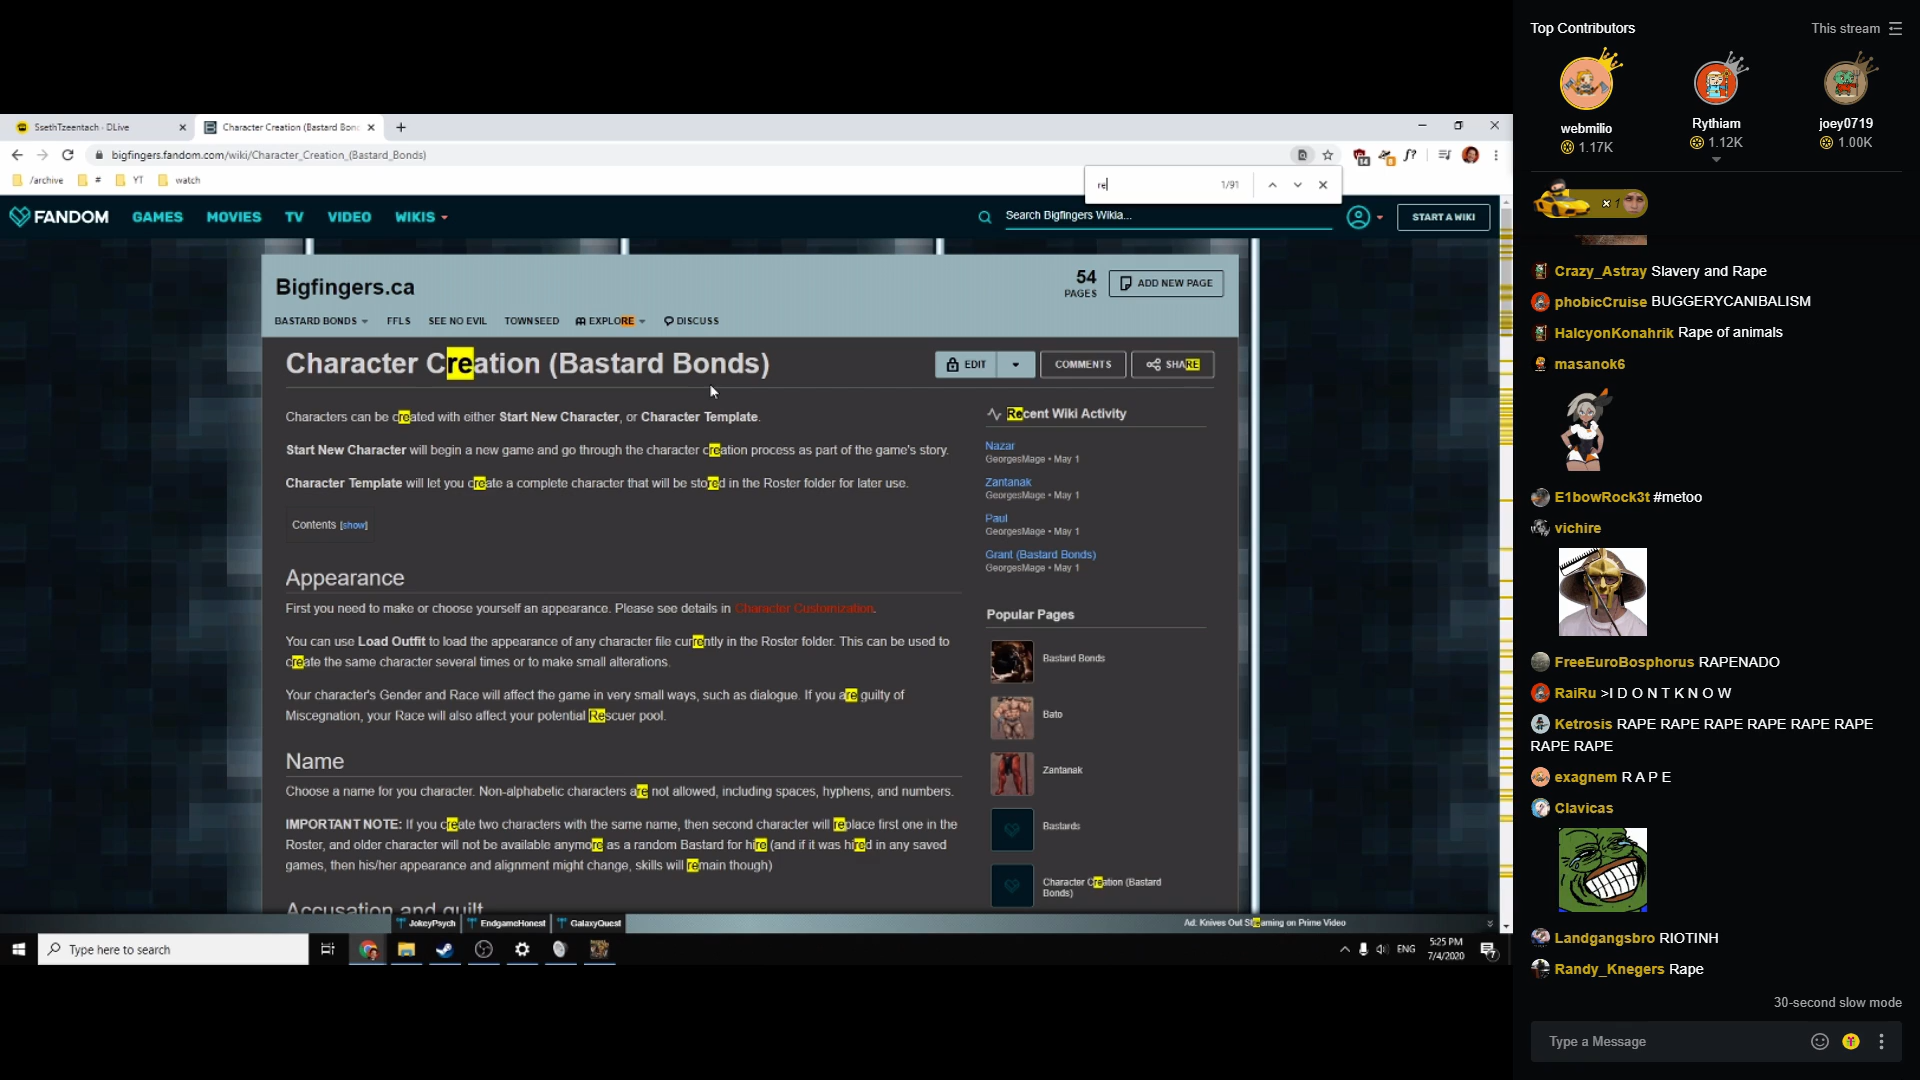 SsethTzeentach · DLive
Character Creation (Bastard Bon
bigfingers.fandom.com/wiki/Character_Creation_(Bastard_Bonds)
/archive
#
YT
watch
re
1/91
FANDOM
GAMES
MOVIES
TV
VIDEO
WIKIS
Search Bigfingers Wikia...
START A WIKI
Bigfingers.ca
54
PAGES
ADD NEW PAGE
BASTARD BONDS
FFLS
SEE NO EVIL
TOWNSEED
EXPLORE
DISCUSS
Character Creation (Bastard Bonds)
EDIT
COMMENTS
SHARE
Characters can be created with either Start New Character, or Character Template.
Start New Character will begin a new game and go through the character creation process as part of the game's story.
Character Template will let you create a complete character that will be stored in the Roster folder for later use.
Contents [show]
Appearance
First you need to make or choose yourself an appearance. Please see details in Character Customization.
You can use Load Outfit to load the appearance of any character file currently in the Roster folder. This can be used to
create the same character several times or to make small alterations.
Your character's Gender and Race will affect the game in very small ways, such as dialogue. If you are guilty of
Miscegnation, your Race will also affect your potential Rescuer pool.
Name
Choose a name for you character. Non-alphabetic characters are not allowed, including spaces, hyphens, and numbers.
IMPORTANT NOTE: If you create two characters with the same name, then second character will replace first one in the
Roster, and older character will not be available anymore as a random Bastard for hire (and if it was hired in any saved
games, then his/her appearance and alignment might change, skills will remain though)
Accusation and guilt
Recent Wiki Activity
Nazar
GeorgesMage • May 1
Zantanak
GeorgesMage • May 1
Paul
GeorgesMage • May 1
Grant (Bastard Bonds)
GeorgesMage • May 1
Popular Pages
Bastard Bonds
Bato
Zantanak
Bastards
Character Creation (Bastard
Bonds)
JokeyPsych
EndgameHonest
GalaxyQuest
Ad: Knives Out Streaming on Prime Video
Type here to search
ENG
5:25 PM
7/4/2020
7
Top Contributors
This stream
webmilio
1.17K
Rythiam
1.12K
joey0719
1.00K
× 1
Crazy_Astray Slavery and Rape
phobicCruise BUGGERYCANIBALISM
HalcyonKonahrik Rape of animals
masanok6
E1bowRock3t #metoo
vichire
FreeEuroBosphorus RAPENADO
RaiRu >I D O N T K N O W
Ketrosis RAPE RAPE RAPE RAPE RAPE RAPE
RAPE RAPE
exagnem R A P E
Clavicas
Landgangsbro RIOTINH
Randy_Knegers Rape
30-second slow mode
Type a Message